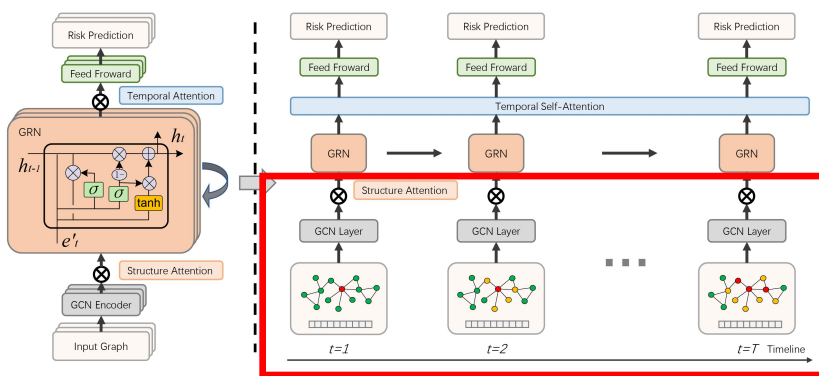 Risk Prediction
Feed Froward
Temporal Attention
GRN
h_t
h_{t-1}
1-
σ
σ
tanh
e'_t
Structure Attention
GCN Encoder
Input Graph
Risk Prediction Risk Prediction Risk Prediction
Feed Froward Feed Froward Feed Froward
Temporal Self-Attention
GRN GRN GRN
Structure Attention
GCN Layer GCN Layer GCN Layer
t=1 t=2 t=T Timeline